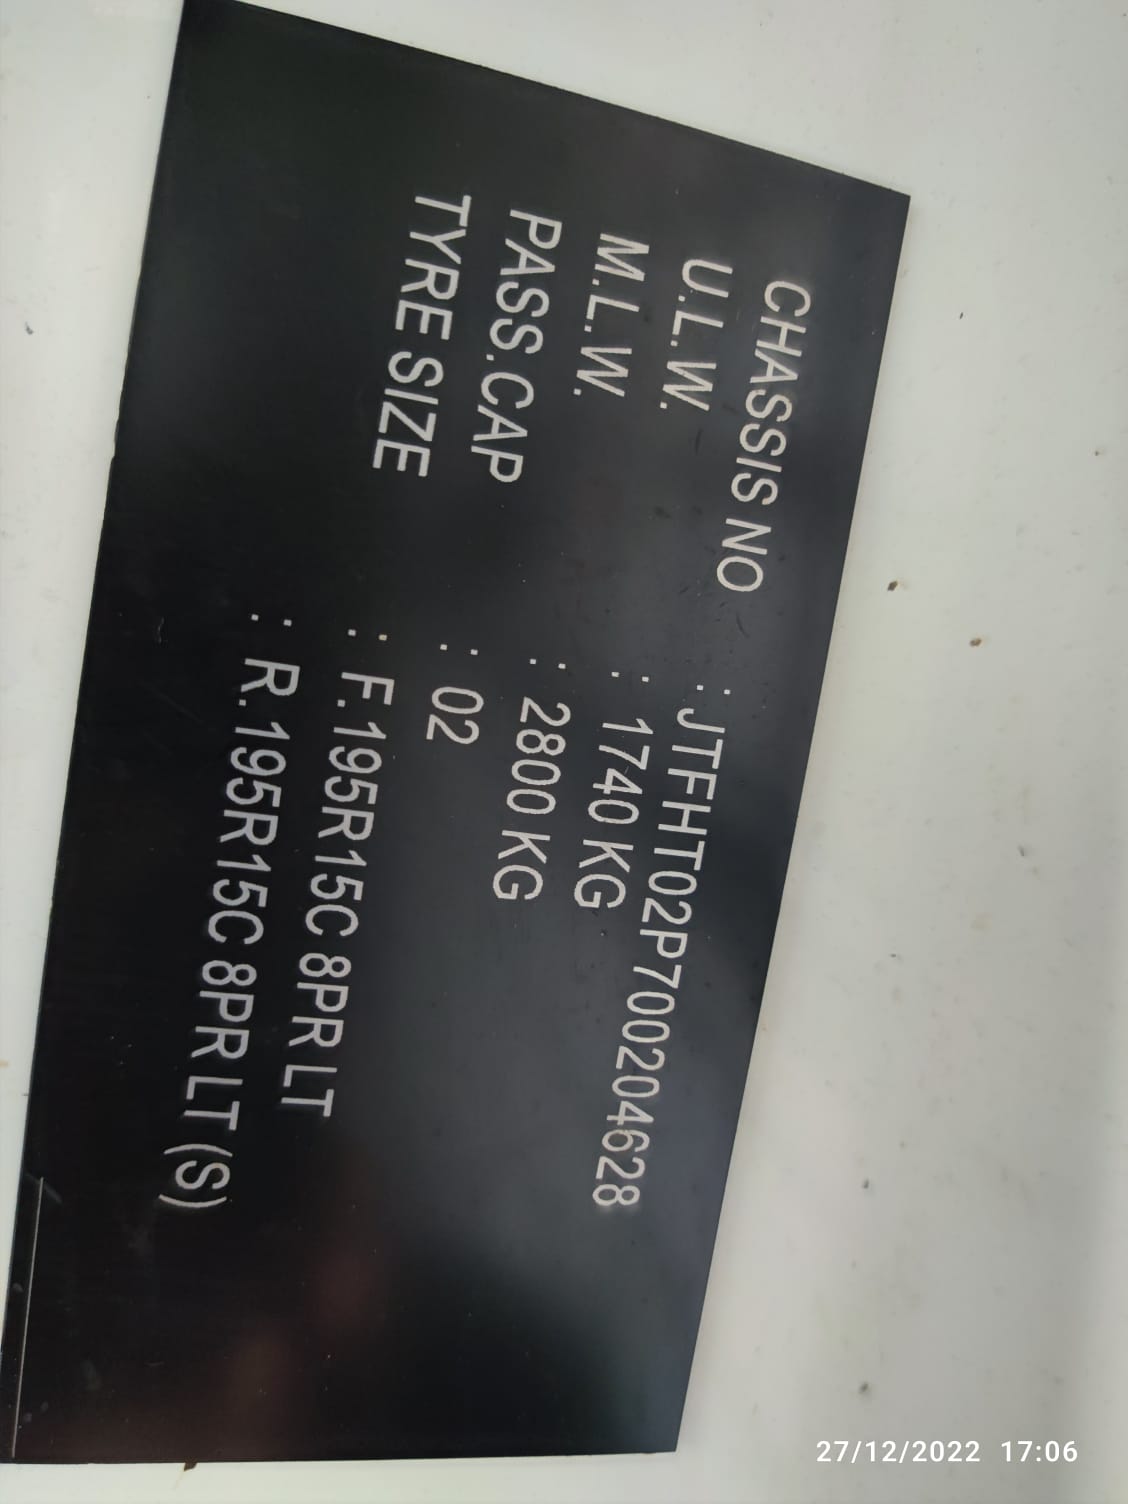 CHASSIS NO : JTFHT02P700204628
U.L.W. : 1740 KG
M.L.W. : 2800 KG
PASS.CAP : 02
TYRE SIZE : F.195R15C 8PR LT
: R.195R15C 8PR LT (S)
27/12/2022 17:06